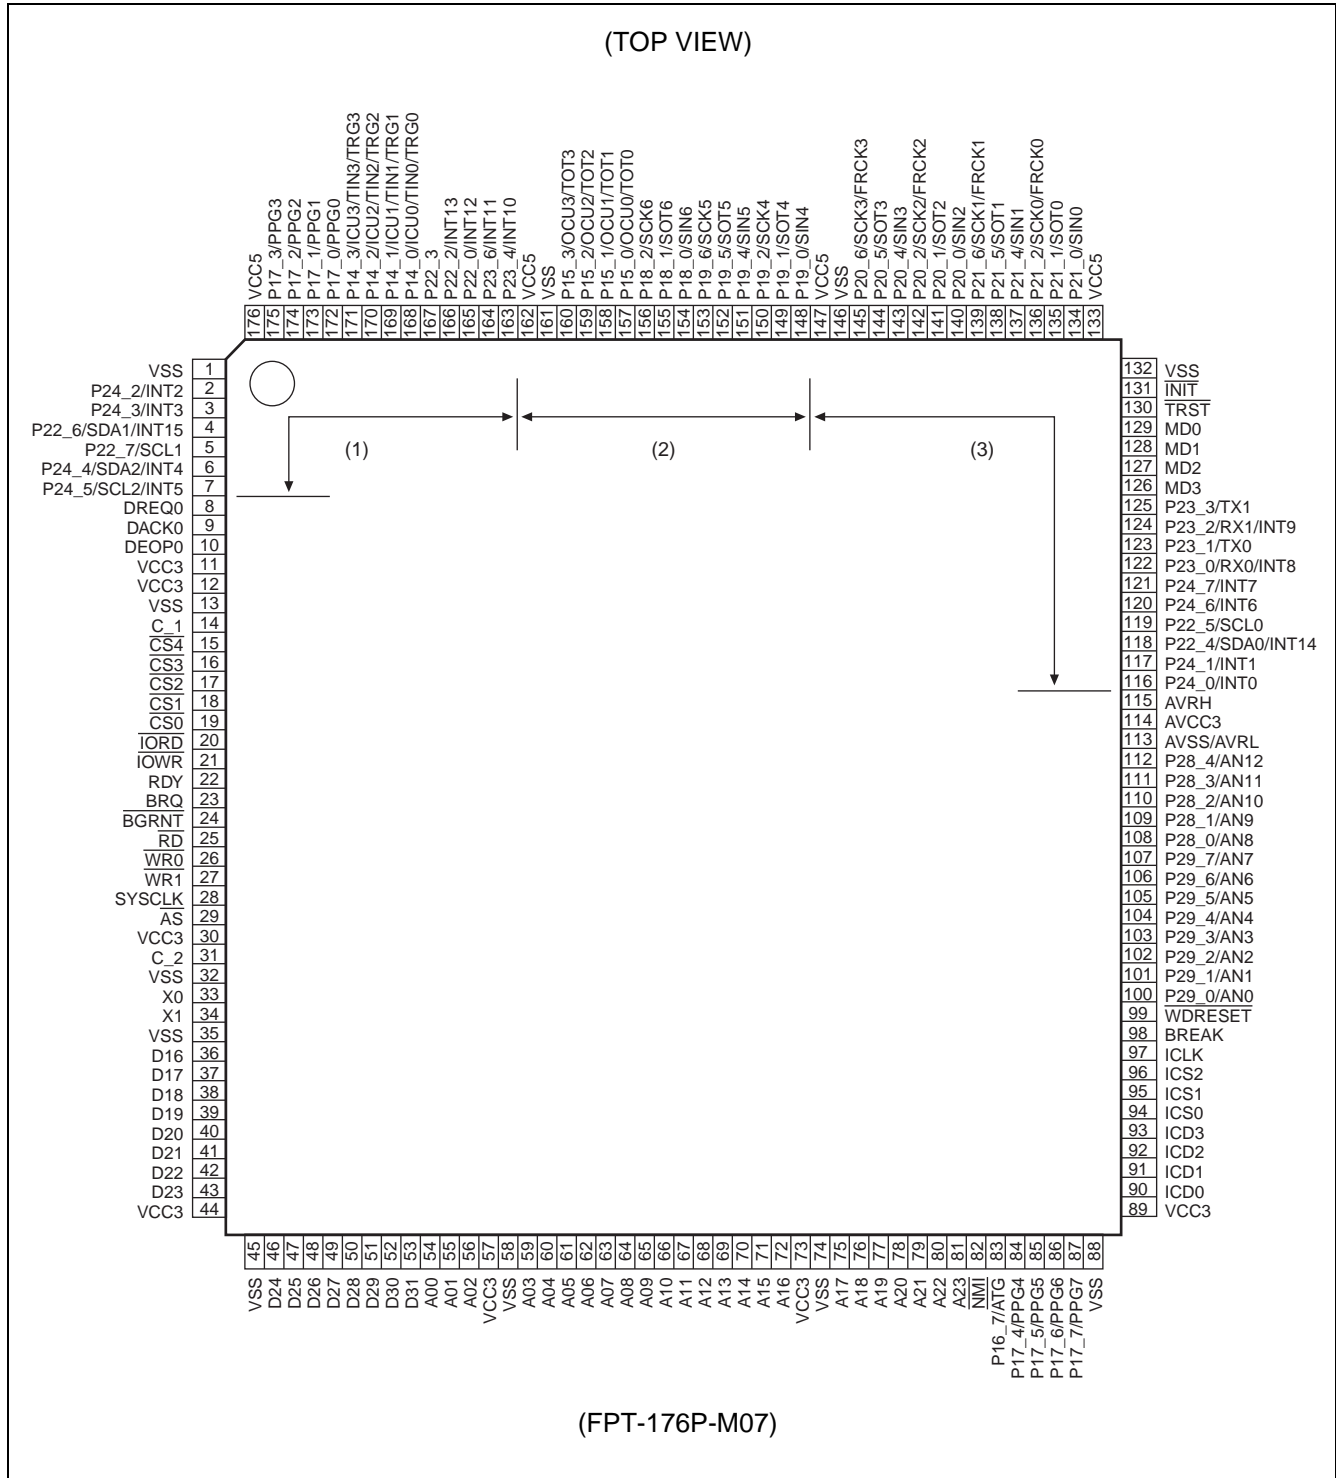 (TOP VIEW)
176 VCC5
175 P17_3/PPG3
174 P17_2/PPG2
173 P17_1/PPG1
172 P17_0/PPG0
171 P14_3/ICU3/TIN3/TRG3
170 P14_2/ICU2/TIN2/TRG2
169 P14_1/ICU1/TIN1/TRG1
168 P14_0/ICU0/TIN0/TRG0
167 P22_3
166 P22_2/INT13
165 P22_0/INT12
164 P23_6/INT11
163 P23_4/INT10
162 VCC5
161 VSS
160 P15_3/OCU3/TOT3
159 P15_2/OCU2/TOT2
158 P15_1/OCU1/TOT1
157 P15_0/OCU0/TOT0
156 P18_2/SCK6
155 P18_1/SOT6
154 P18_0/SIN6
153 P19_6/SCK5
152 P19_5/SOT5
151 P19_4/SIN5
150 P19_2/SCK4
149 P19_1/SOT4
148 P19_0/SIN4
147 VCC5
146 VSS
145 P20_6/SCK3/FRCK3
144 P20_5/SOT3
143 P20_4/SIN3
142 P20_2/SCK2/FRCK2
141 P20_1/SOT2
140 P20_0/SIN2
139 P21_6/SCK1/FRCK1
138 P21_5/SOT1
137 P21_4/SIN1
136 P21_2/SCK0/FRCK0
135 P21_1/SOT0
134 P21_0/SIN0
133 VCC5
VSS 1
P24_2/INT2 2
P24_3/INT3 3
P22_6/SDA1/INT15 4
P22_7/SCL1 5
P24_4/SDA2/INT4 6
P24_5/SCL2/INT5 7
DREQ0 8
DACK0 9
DEOP0 10
VCC3 11
VCC3 12
VSS 13
C_1 14
CS4 15
CS3 16
CS2 17
CS1 18
CS0 19
IORD 20
IOWR 21
RDY 22
BRQ 23
BGRNT 24
RD 25
WR0 26
WR1 27
SYSCLK 28
AS 29
VCC3 30
C_2 31
VSS 32
X0 33
X1 34
VSS 35
D16 36
D17 37
D18 38
D19 39
D20 40
D21 41
D22 42
D23 43
VCC3 44
(1)
(2)
(3)
132 VSS
131 INIT
130 TRST
129 MD0
128 MD1
127 MD2
126 MD3
125 P23_3/TX1
124 P23_2/RX1/INT9
123 P23_1/TX0
122 P23_0/RX0/INT8
121 P24_7/INT7
120 P24_6/INT6
119 P22_5/SCL0
118 P22_4/SDA0/INT14
117 P24_1/INT1
116 P24_0/INT0
115 AVRH
114 AVCC3
113 AVSS/AVRL
112 P28_4/AN12
111 P28_3/AN11
110 P28_2/AN10
109 P28_1/AN9
108 P28_0/AN8
107 P29_7/AN7
106 P29_6/AN6
105 P29_5/AN5
104 P29_4/AN4
103 P29_3/AN3
102 P29_2/AN2
101 P29_1/AN1
100 P29_0/AN0
99 WDRESET
98 BREAK
97 ICLK
96 ICS2
95 ICS1
94 ICS0
93 ICD3
92 ICD2
91 ICD1
90 ICD0
89 VCC3
45 VSS
46 D24
47 D25
48 D26
49 D27
50 D28
51 D29
52 D30
53 D31
54 A00
55 A01
56 A02
57 VCC3
58 VSS
59 A03
60 A04
61 A05
62 A06
63 A07
64 A08
65 A09
66 A10
67 A11
68 A12
69 A13
70 A14
71 A15
72 A16
73 VCC3
74 VSS
75 A17
76 A18
77 A19
78 A20
79 A21
80 A22
81 A23
82 NMI
83 P16_7/ATG
84 P17_4/PPG4
85 P17_5/PPG5
86 P17_6/PPG6
87 P17_7/PPG7
88 VSS
(FPT-176P-M07)